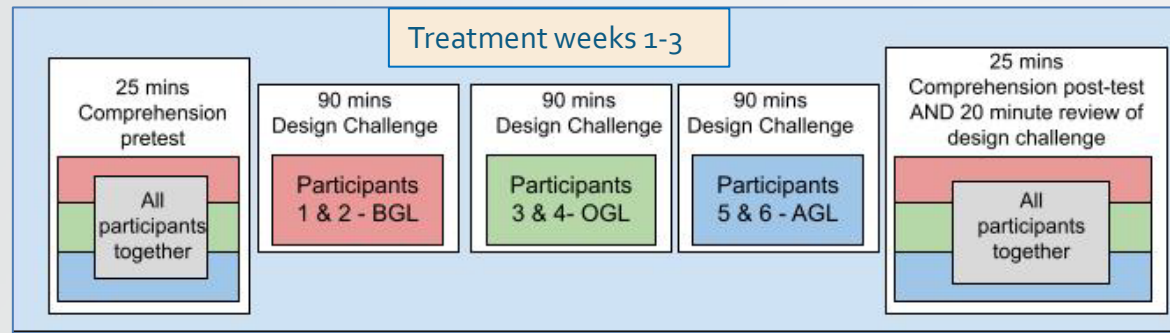 Treatment weeks 1-3
25 mins
Comprehension
pretest
All
participants
together
90 mins
Design Challenge
Participants
1 & 2 - BGL
90 mins
Design Challenge
Participants
3 & 4- OGL
90 mins
Design Challenge
Participants
5 & 6 - AGL
25 mins
Comprehension post-test
AND 20 minute review of
design challenge
All
participants
together